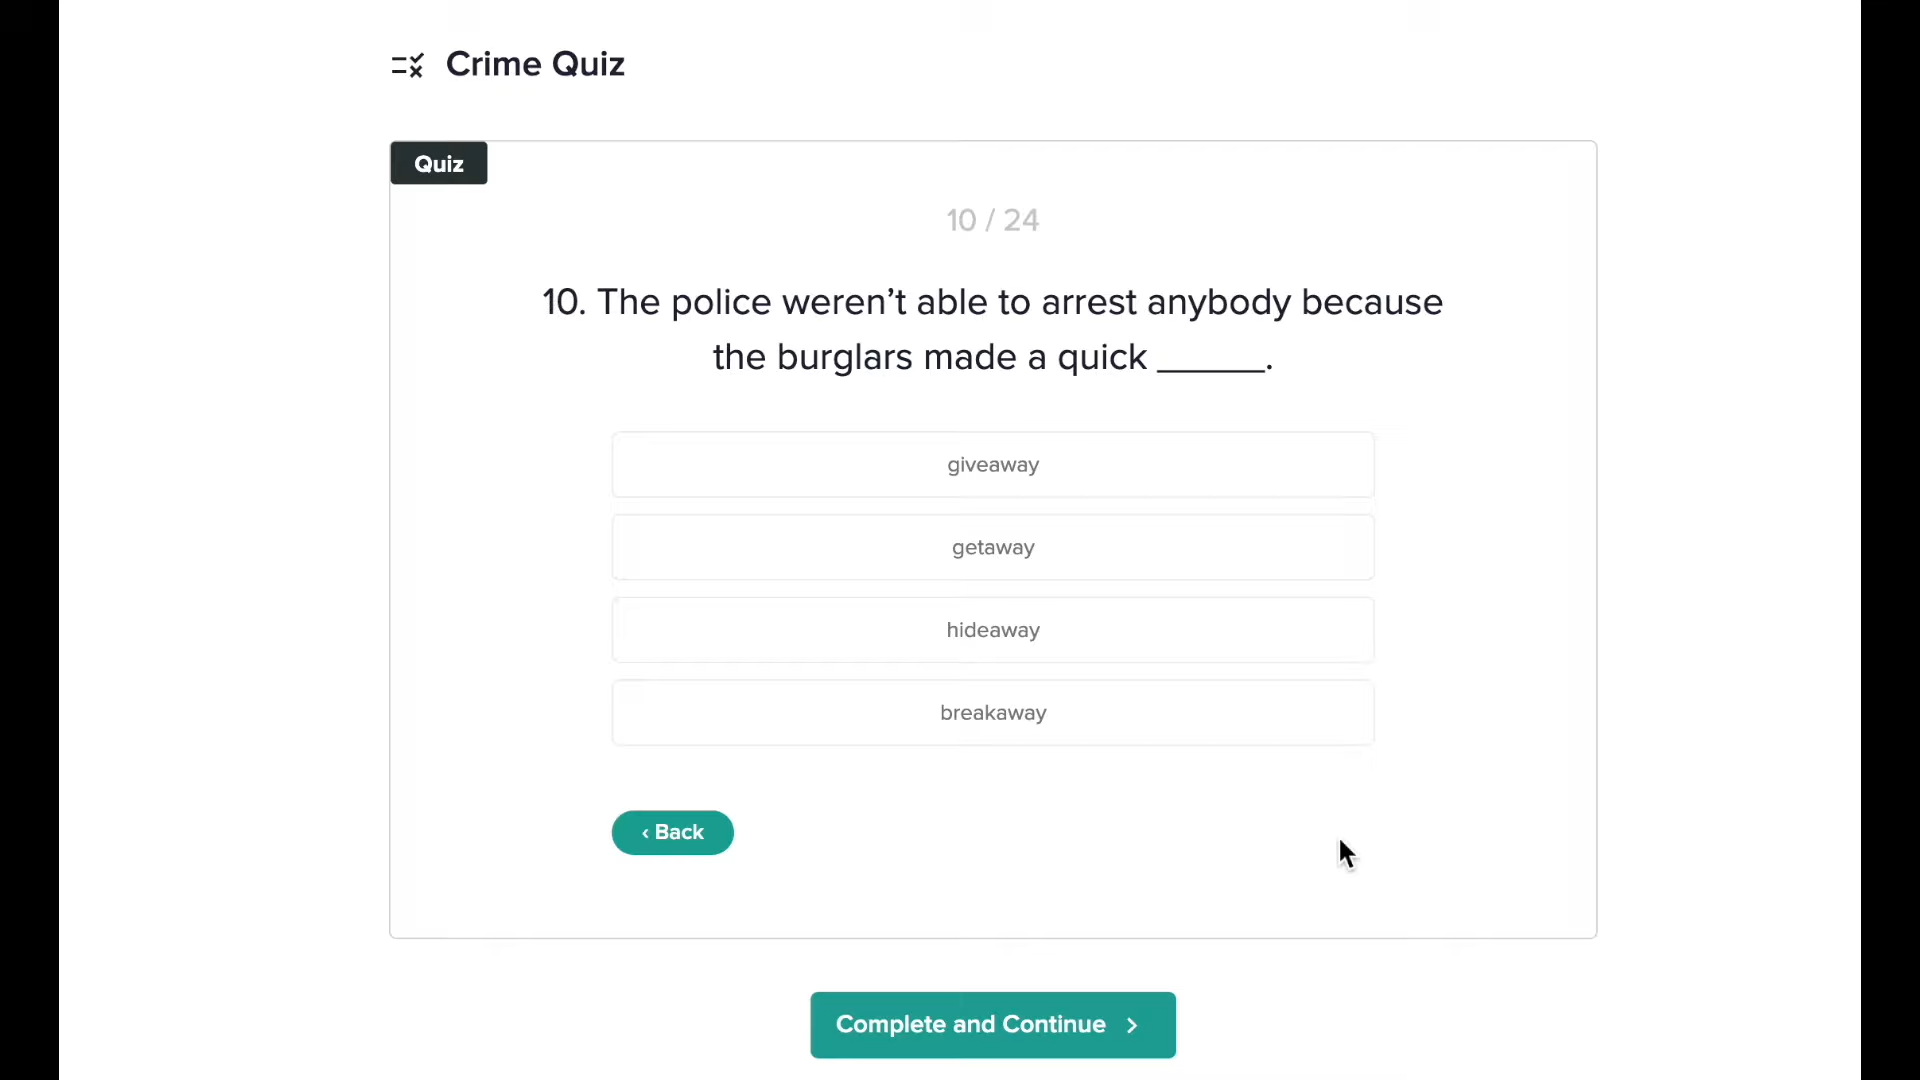 Crime Quiz
Quiz
10 / 24
10. The police weren’t able to arrest anybody because
the burglars made a quick ______.
giveaway
getaway
hideaway
breakaway
‹ Back
Complete and Continue >